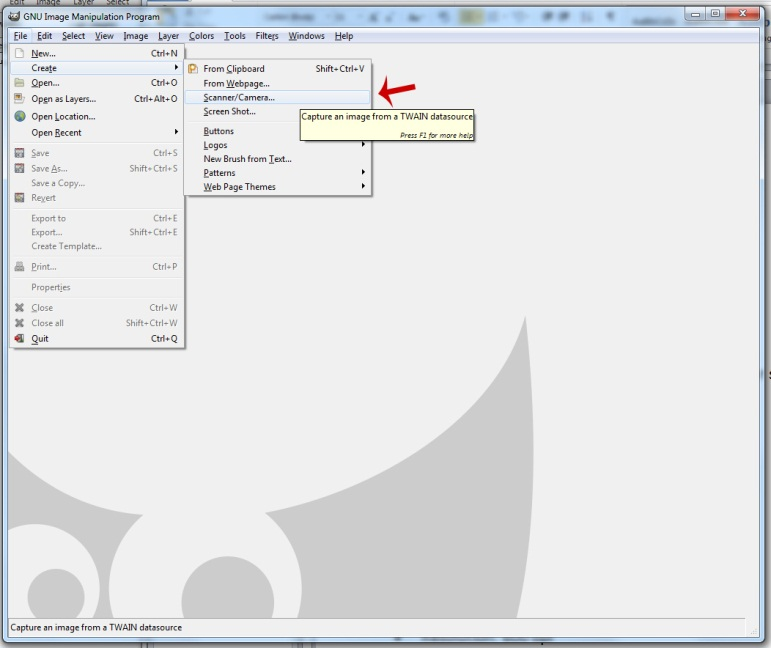 Edit Image Layer Select
GNU Image Manipulation Program
File Edit Select View Image Layer Colors Tools Filters Windows Help
New... Ctrl+N
Create
Open... Ctrl+O
Open as Layers... Ctrl+Alt+O
Open Location...
Open Recent
Save Ctrl+S
Save As... Shift+Ctrl+S
Save a Copy...
Revert
Export to Ctrl+E
Export... Shift+Ctrl+E
Create Template...
Print... Ctrl+P
Properties
Close Ctrl+W
Close all Shift+Ctrl+W
Quit Ctrl+Q
From Clipboard Shift+Ctrl+V
From Webpage...
Scanner/Camera...
Screen Shot...
Buttons
Logos
New Brush from Text...
Patterns
Web Page Themes
Capture an image from a TWAIN datasource
Press F1 for more help
Capture an image from a TWAIN datasource